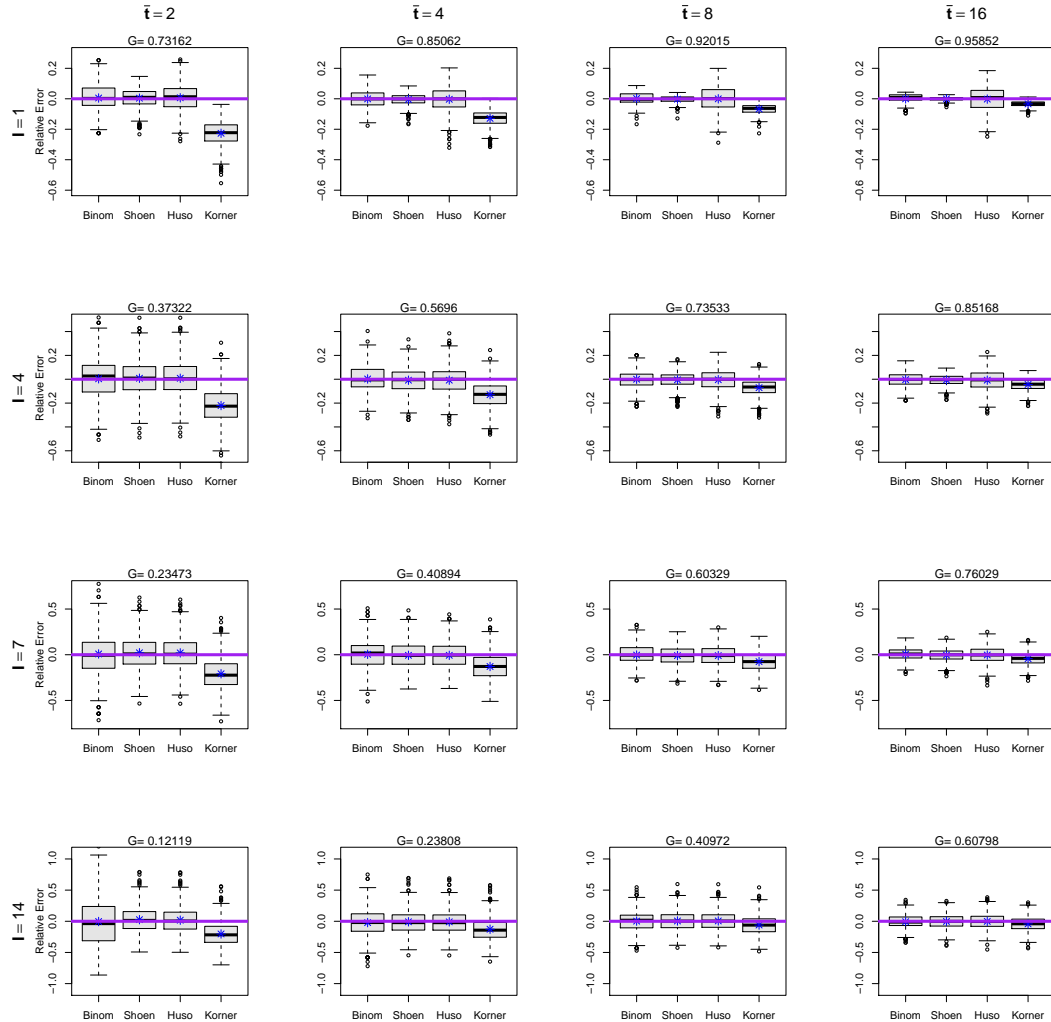 t̄ = 2 t̄ = 4 t̄ = 8 t̄ = 16
G= 0.73162 G= 0.85062 G= 0.92015 G= 0.95852
I = 1
Relative Error
0.2
0.0
−0.2
−0.4
−0.6
Binom Shoen Huso Korner Binom Shoen Huso Korner Binom Shoen Huso Korner Binom Shoen Huso Korner
G= 0.37322 G= 0.5696 G= 0.73533 G= 0.85168
I = 4
Relative Error
0.2
−0.2
−0.6
Binom Shoen Huso Korner Binom Shoen Huso Korner Binom Shoen Huso Korner Binom Shoen Huso Korner
G= 0.23473 G= 0.40894 G= 0.60329 G= 0.76029
I = 7
Relative Error
0.5
0.0
−0.5
Binom Shoen Huso Korner Binom Shoen Huso Korner Binom Shoen Huso Korner Binom Shoen Huso Korner
G= 0.12119 G= 0.23808 G= 0.40972 G= 0.60798
I = 14
Relative Error
1.0
0.5
0.0
−0.5
−1.0
Binom Shoen Huso Korner Binom Shoen Huso Korner Binom Shoen Huso Korner Binom Shoen Huso Korner